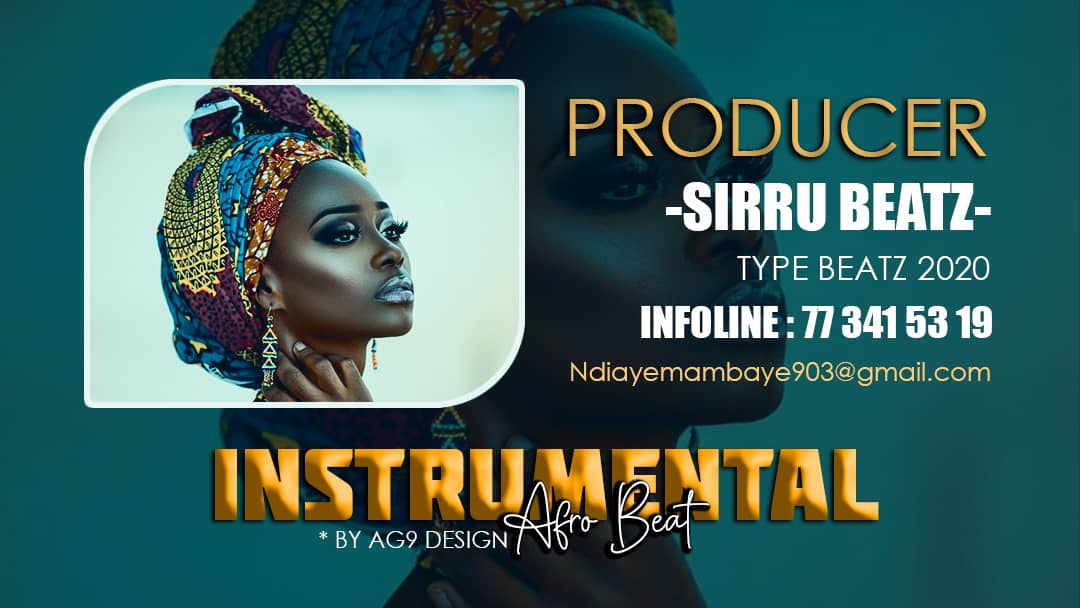 PRODUCER
-SIRRU BEATZ-
TYPE BEATZ 2020
INFOLINE : 77 341 53 19
Ndiayemambaye903@gmail.com
INSTRUMENTAL
Afro Beat
* BY AG9 DESIGN